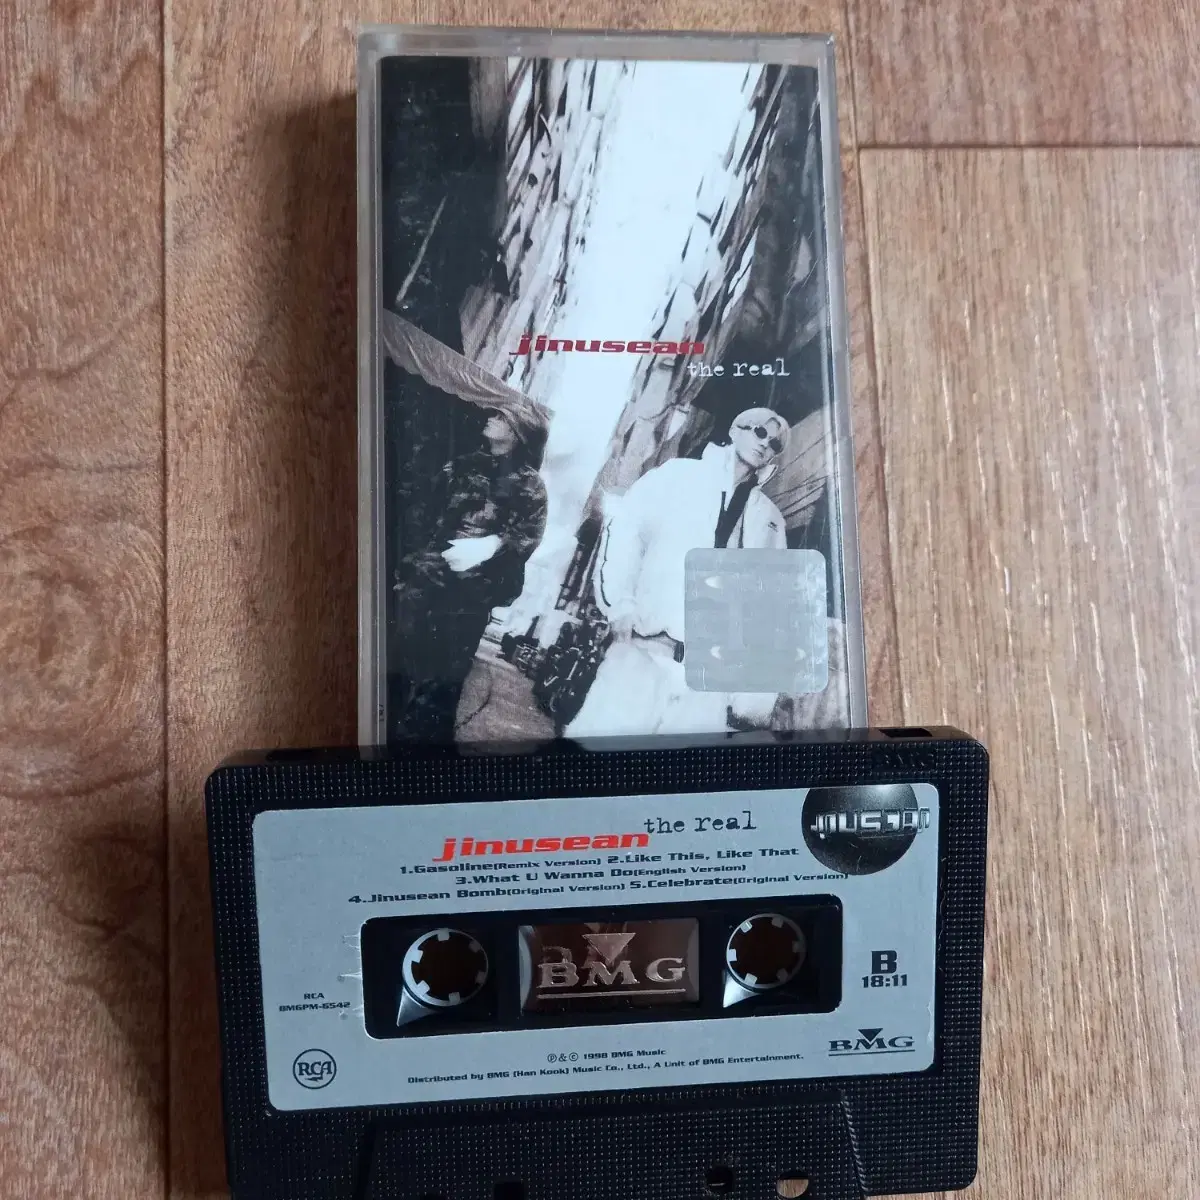 jinusean
the real
jinusean the real
JINUSEAN
1.Gasoline(Remix Version) 2.Like This, Like That
3.What U Wanna Do(English Version)
4.Jinusean Bomb(Original Version) 5.Celebrate(Original Version)
BMG
B
18:11
RCA
BMGPM-6542
RCA
BMG
℗ & © 1998 BMG Music
Distributed by BMG (Han Kook) Music Co., Ltd., A Unit of BMG Entertainment.